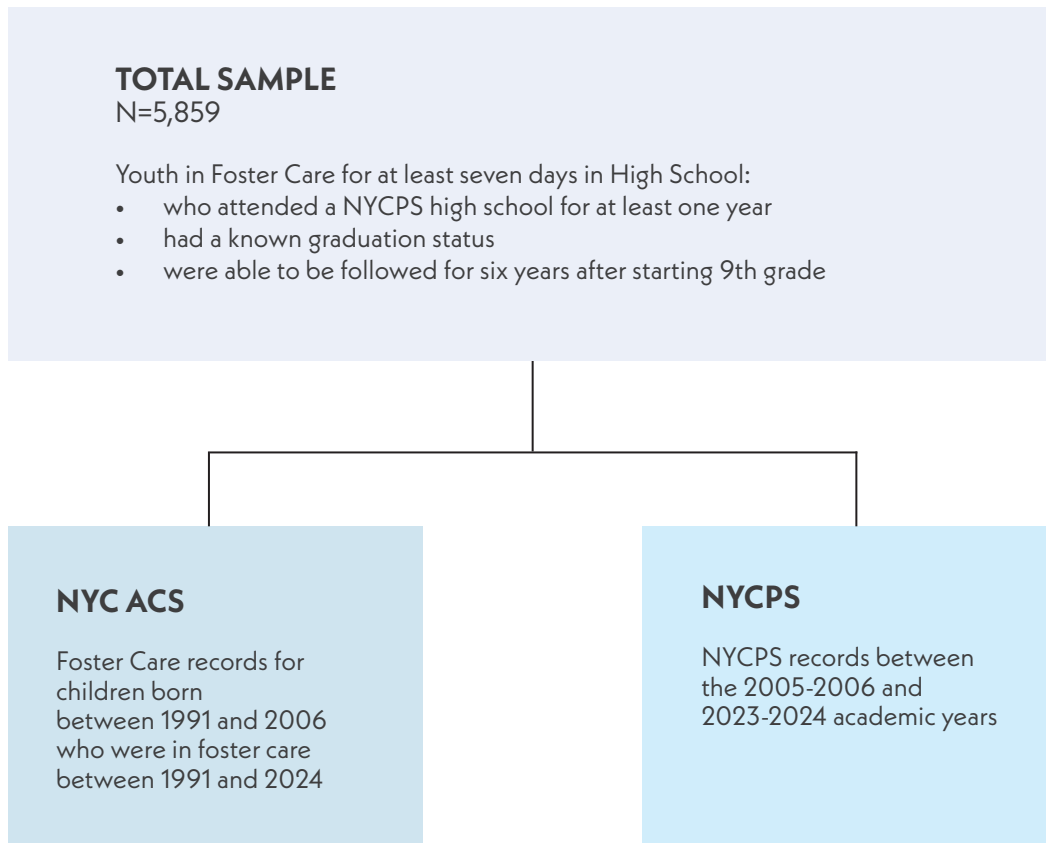 TOTAL SAMPLE
N=5,859
Youth in Foster Care for at least seven days in High School:
• who attended a NYCPS high school for at least one year
• had a known graduation status
• were able to be followed for six years after starting 9th grade
NYC ACS
Foster Care records for
children born
between 1991 and 2006
who were in foster care
between 1991 and 2024
NYCPS
NYCPS records between
the 2005-2006 and
2023-2024 academic years